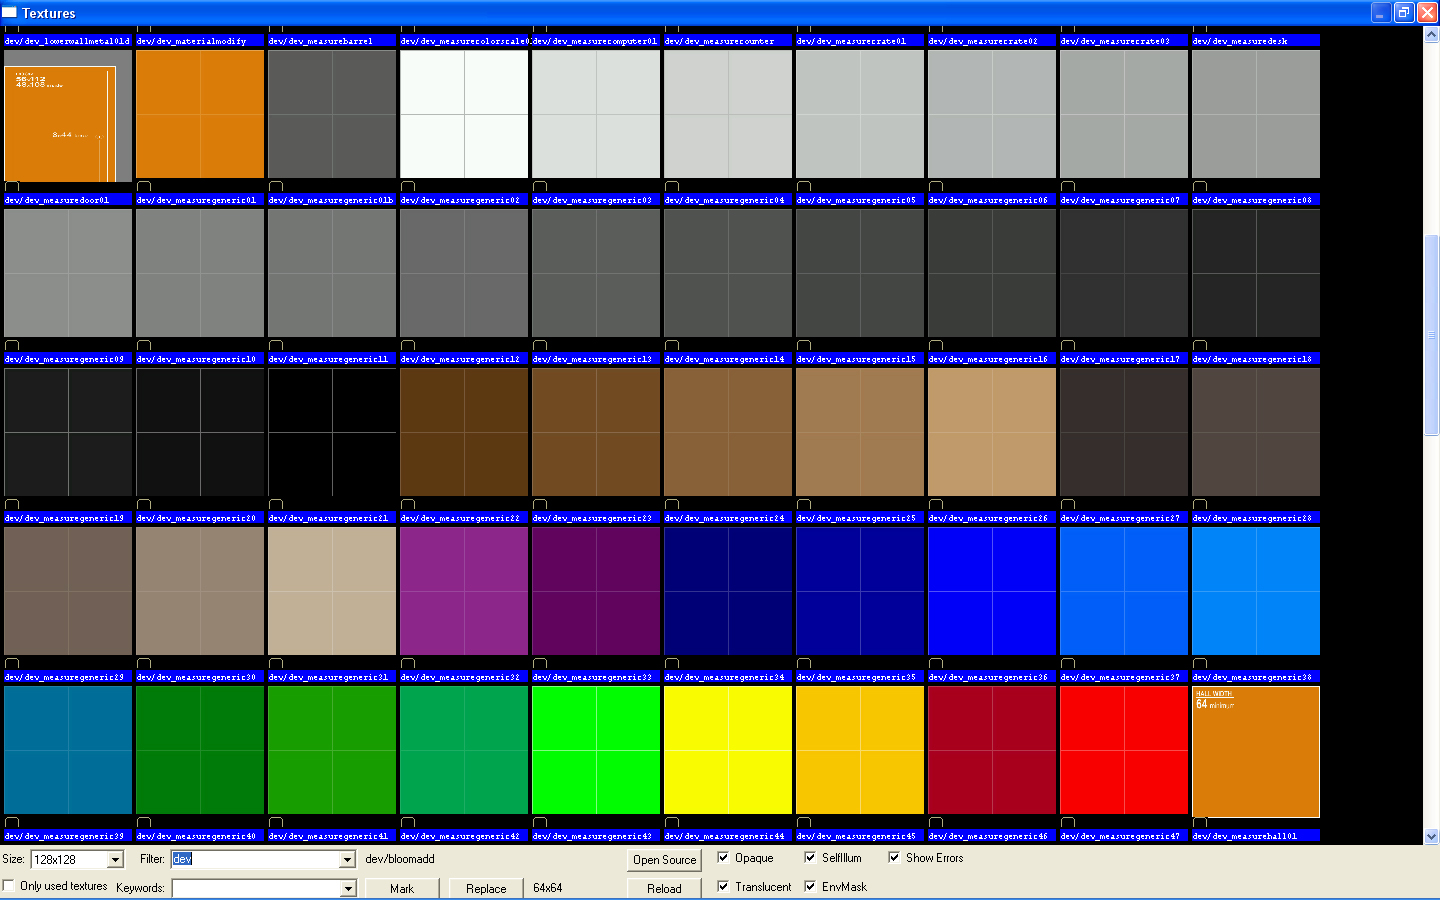 Textures
dev/dev_lowerwallmetal01d dev/dev_materialmodify dev/dev_measurebarrel dev/dev_measurecolorscale0 dev/dev_measurecomputer01 dev/dev_measurecounter dev/dev_measurecrate01 dev/dev_measurecrate02 dev/dev_measurecrate03 dev/dev_measuredesk
56x112
48x108
8x44
dev/dev_measuredoor01 dev/dev_measuregeneric01 dev/dev_measuregeneric01b dev/dev_measuregeneric02 dev/dev_measuregeneric03 dev/dev_measuregeneric04 dev/dev_measuregeneric05 dev/dev_measuregeneric06 dev/dev_measuregeneric07 dev/dev_measuregeneric08
dev/dev_measuregeneric09 dev/dev_measuregeneric10 dev/dev_measuregeneric11 dev/dev_measuregeneric12 dev/dev_measuregeneric13 dev/dev_measuregeneric14 dev/dev_measuregeneric15 dev/dev_measuregeneric16 dev/dev_measuregeneric17 dev/dev_measuregeneric18
dev/dev_measuregeneric19 dev/dev_measuregeneric20 dev/dev_measuregeneric21 dev/dev_measuregeneric22 dev/dev_measuregeneric23 dev/dev_measuregeneric24 dev/dev_measuregeneric25 dev/dev_measuregeneric26 dev/dev_measuregeneric27 dev/dev_measuregeneric28
dev/dev_measuregeneric29 dev/dev_measuregeneric30 dev/dev_measuregeneric31 dev/dev_measuregeneric32 dev/dev_measuregeneric33 dev/dev_measuregeneric34 dev/dev_measuregeneric35 dev/dev_measuregeneric36 dev/dev_measuregeneric37 dev/dev_measuregeneric38
HALL WIDTH
64 minimum
dev/dev_measuregeneric39 dev/dev_measuregeneric40 dev/dev_measuregeneric41 dev/dev_measuregeneric42 dev/dev_measuregeneric43 dev/dev_measuregeneric44 dev/dev_measuregeneric45 dev/dev_measuregeneric46 dev/dev_measuregeneric47 dev/dev_measurehall01
Size: 128x128 Filter: dev dev/bloomadd Open Source Opaque SelfIllum Show Errors
Only used textures Keywords: Mark Replace 64x64 Reload Translucent EnvMask